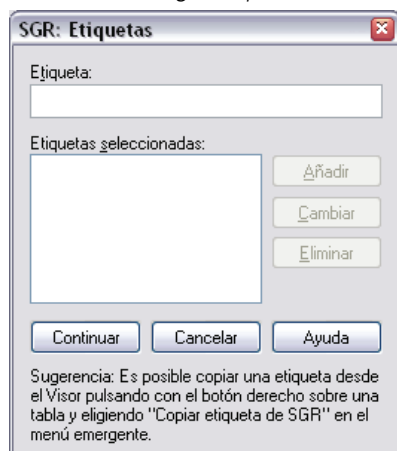 SGR: Etiquetas
Etiqueta:
Etiquetas seleccionadas:
Añadir
Cambiar
Eliminar
Continuar Cancelar Ayuda
Sugerencia: Es posible copiar una etiqueta desde
el Visor pulsando con el botón derecho sobre una
tabla y eligiendo "Copiar etiqueta de SGR" en el
menú emergente.